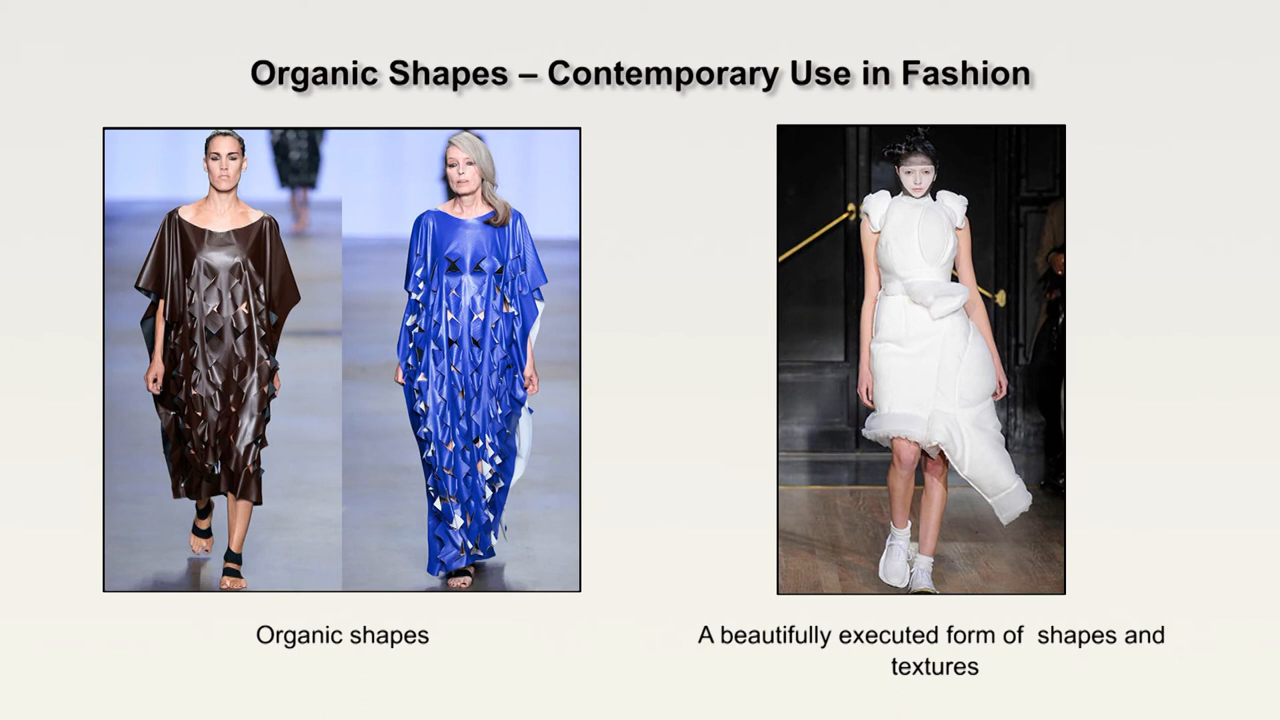 Organic Shapes – Contemporary Use in Fashion
Organic shapes
A beautifully executed form of  shapes and
textures